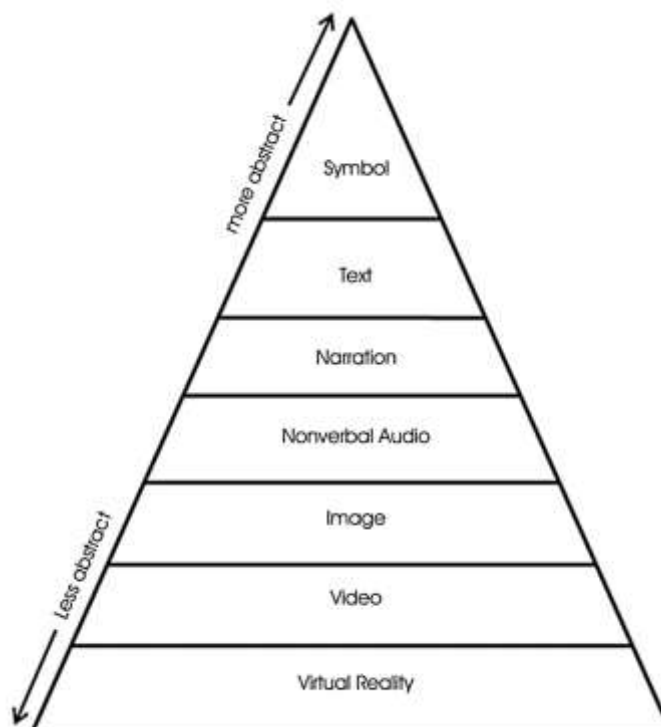 more abstract
Symbol
Text
Narration
Nonverbal Audio
Image
Less abstract
Video
Virtual Reality